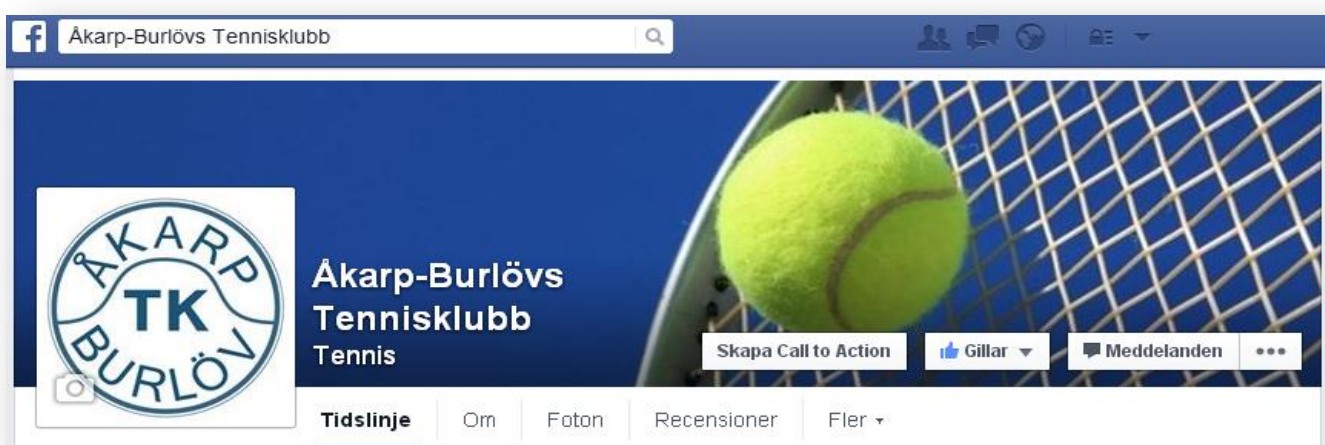 f Åkarp-Burlövs Tennisklubb
ÅKARP
TK
BURLÖV
Åkarp-Burlövs
Tennisklubb
Tennis
Skapa Call to Action
Gillar
Meddelanden
Tidslinje Om Foton Recensioner Fler